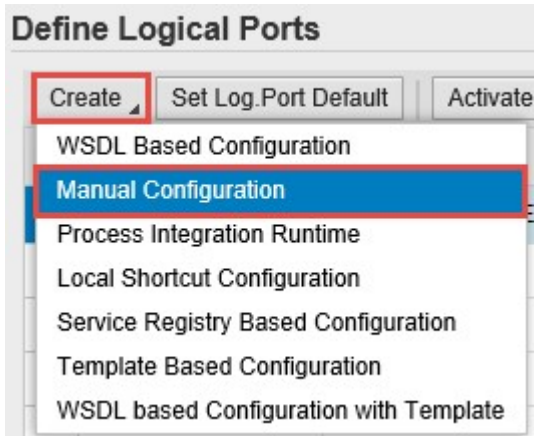 Define Logical Ports
Create Set Log.Port Default Activate
WSDL Based Configuration
Manual Configuration
Process Integration Runtime
Local Shortcut Configuration
Service Registry Based Configuration
Template Based Configuration
WSDL based Configuration with Template